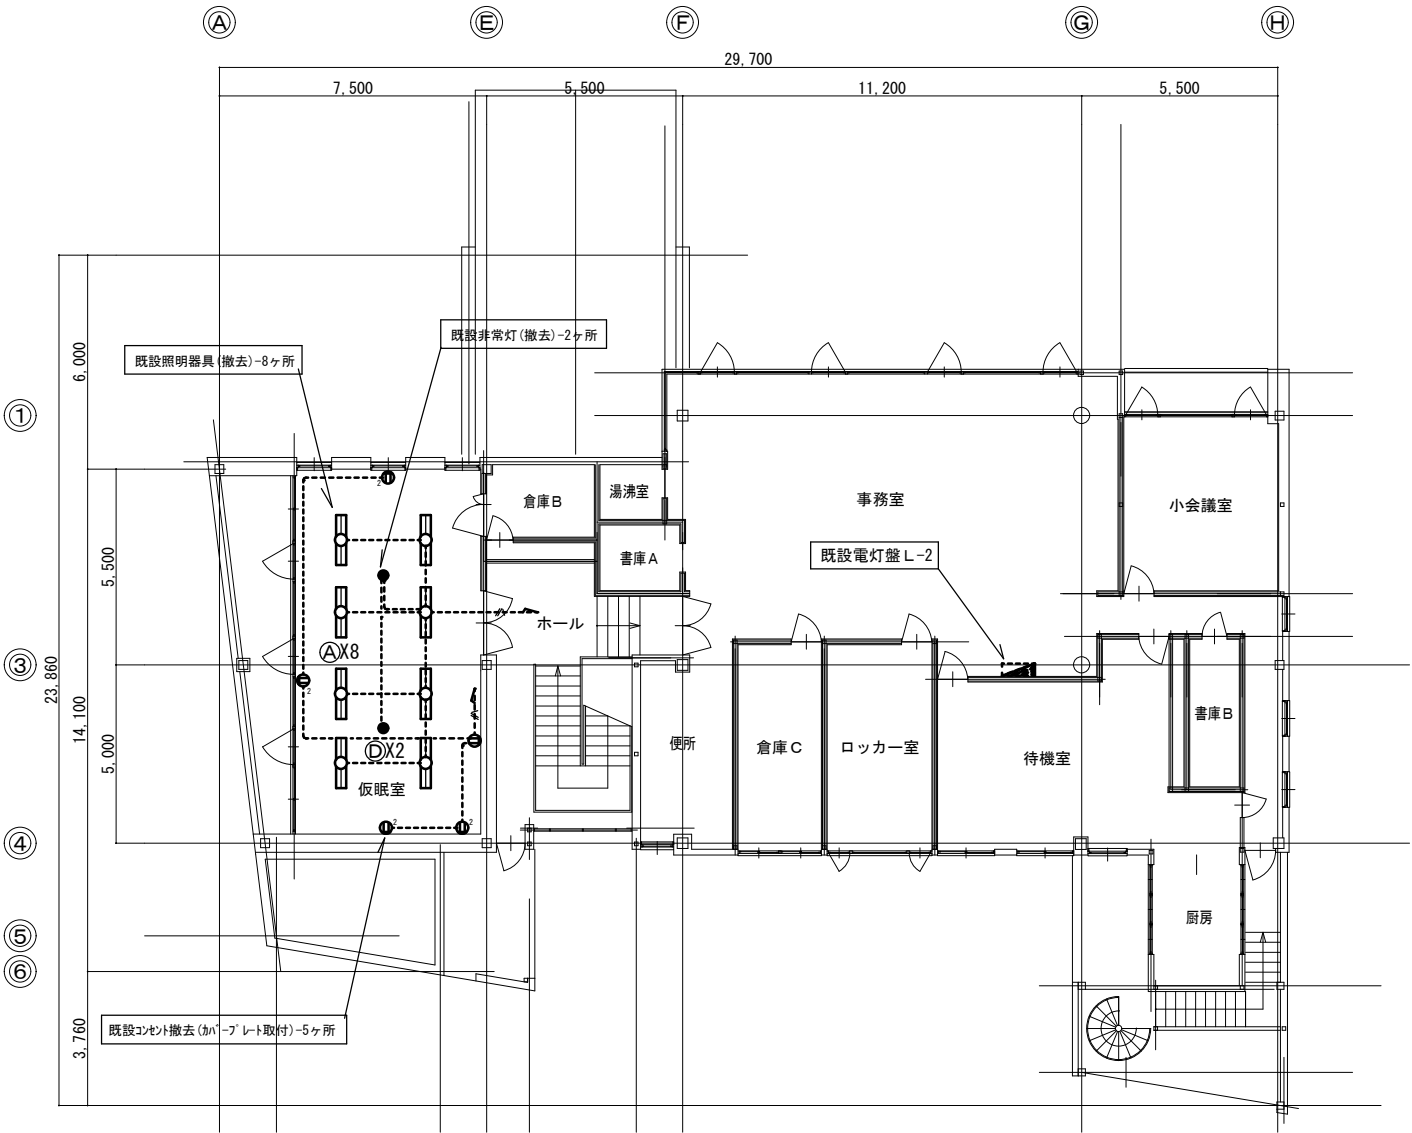 A
E
F
G
H
29,700
7,500
5,500
11,200
5,500
既設非常灯(撤去)-2ヶ所
既設照明器具(撤去)-8ヶ所
6,000
①
倉庫B
湯沸室
事務室
小会議室
書庫A
既設電灯盤L-2
5,500
ホール
ⒶX8
③
23,860
14,100
書庫B
便所
倉庫C
ロッカー室
待機室
5,000
ⒹX2
仮眠室
2
2
2
2
④
厨房
⑤
⑥
既設コンセント撤去(カバープレート取付)-5ヶ所
3,760